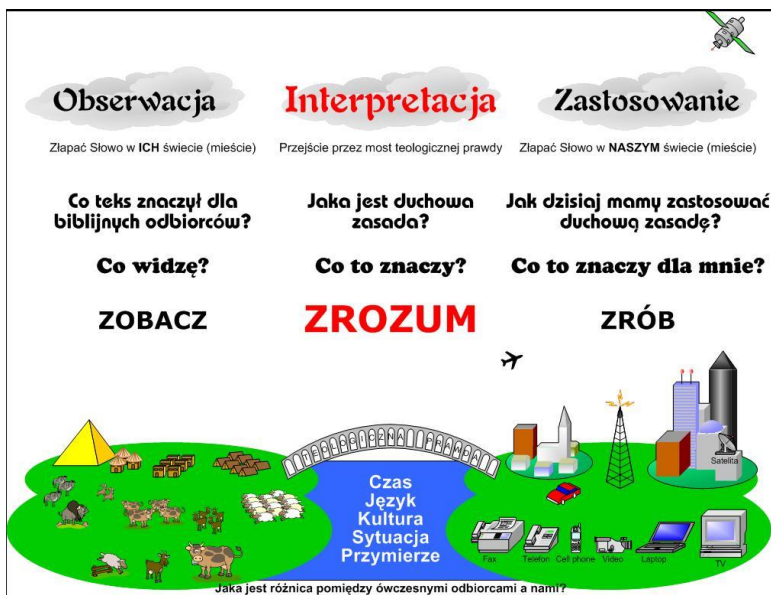 Obserwacja
Interpretacja
Zastosowanie
Złapać Słowo w ICH świecie (mieście)
Przejście przez most teologicznej prawdy
Złapać Słowo w NASZYM świecie (mieście)
Co tekst znaczył dla
biblijnych odbiorców?
Jaka jest duchowa
zasada?
Jak dzisiaj mamy zastosować
duchową zasadę?
Co widzę?
Co to znaczy?
Co to znaczy dla mnie?
ZOBACZ
ZROZUM
ZRÓB
TEOLOGICZNA PRAWDA
Satelita
Czas
Język
Kultura
Sytuacja
Przymierze
Fax
Telefon
Cell phone
Video
Laptop
TV
Jaka jest różnica pomiędzy ówczesnymi odbiorcami a nami?